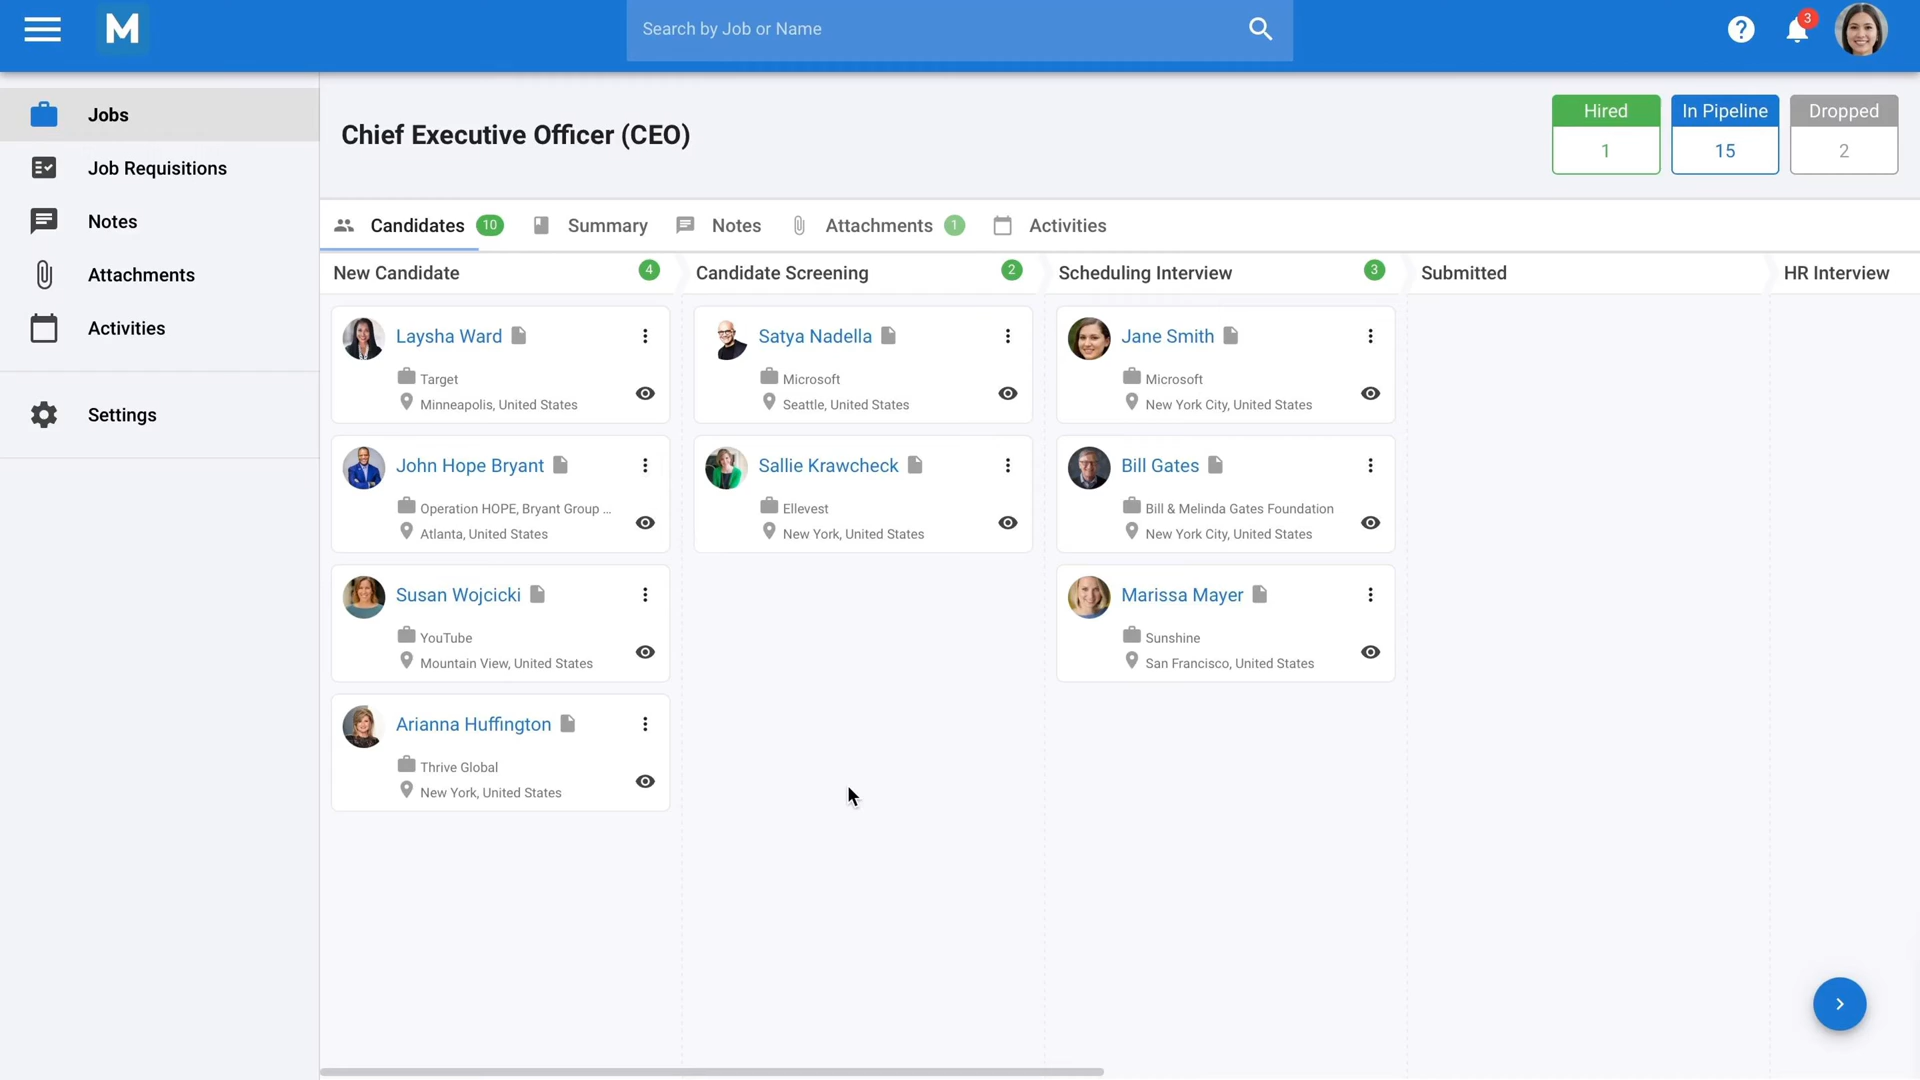 M
Search by Job or Name
?
3
Jobs
Job Requisitions
Notes
Attachments
Activities
Settings
Chief Executive Officer (CEO)
Hired
1
In Pipeline
15
Dropped
2
Candidates 10
Summary
Notes
Attachments 1
Activities
New Candidate 4
Laysha Ward
Target
Minneapolis, United States
John Hope Bryant
Operation HOPE, Bryant Group ...
Atlanta, United States
Susan Wojcicki
YouTube
Mountain View, United States
Arianna Huffington
Thrive Global
New York, United States
Candidate Screening 2
Satya Nadella
Microsoft
Seattle, United States
Sallie Krawcheck
Ellevest
New York, United States
Scheduling Interview 3
Jane Smith
Microsoft
New York City, United States
Bill Gates
Bill & Melinda Gates Foundation
New York City, United States
Marissa Mayer
Sunshine
San Francisco, United States
Submitted
HR Interview